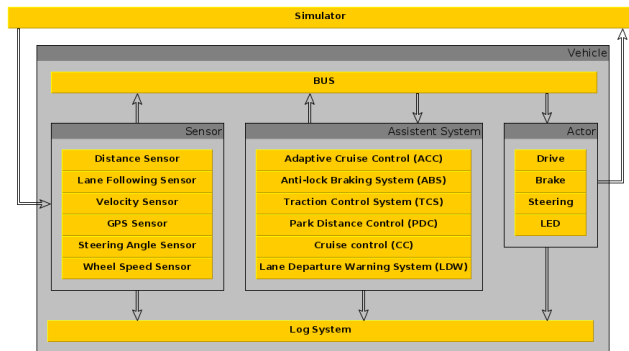 Simulator
Vehicle
BUS
Sensor
Distance Sensor
Lane Following Sensor
Velocity Sensor
GPS Sensor
Steering Angle Sensor
Wheel Speed Sensor
Assistent System
Adaptive Cruise Control (ACC)
Anti-lock Braking System (ABS)
Traction Control System (TCS)
Park Distance Control (PDC)
Cruise control (CC)
Lane Departure Warning System (LDW)
Actor
Drive
Brake
Steering
LED
Log System